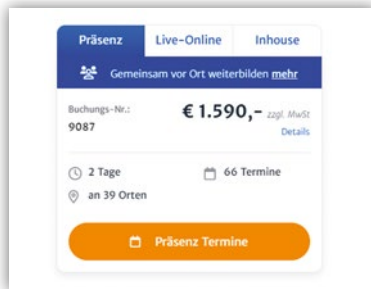 Präsenz Live-Online Inhouse
Gemeinsam vor Ort weiterbilden mehr
Buchungs-Nr.: € 1.590,- zzgl. MwSt
9087 Details
2 Tage 66 Termine
an 39 Orten
Präsenz Termine